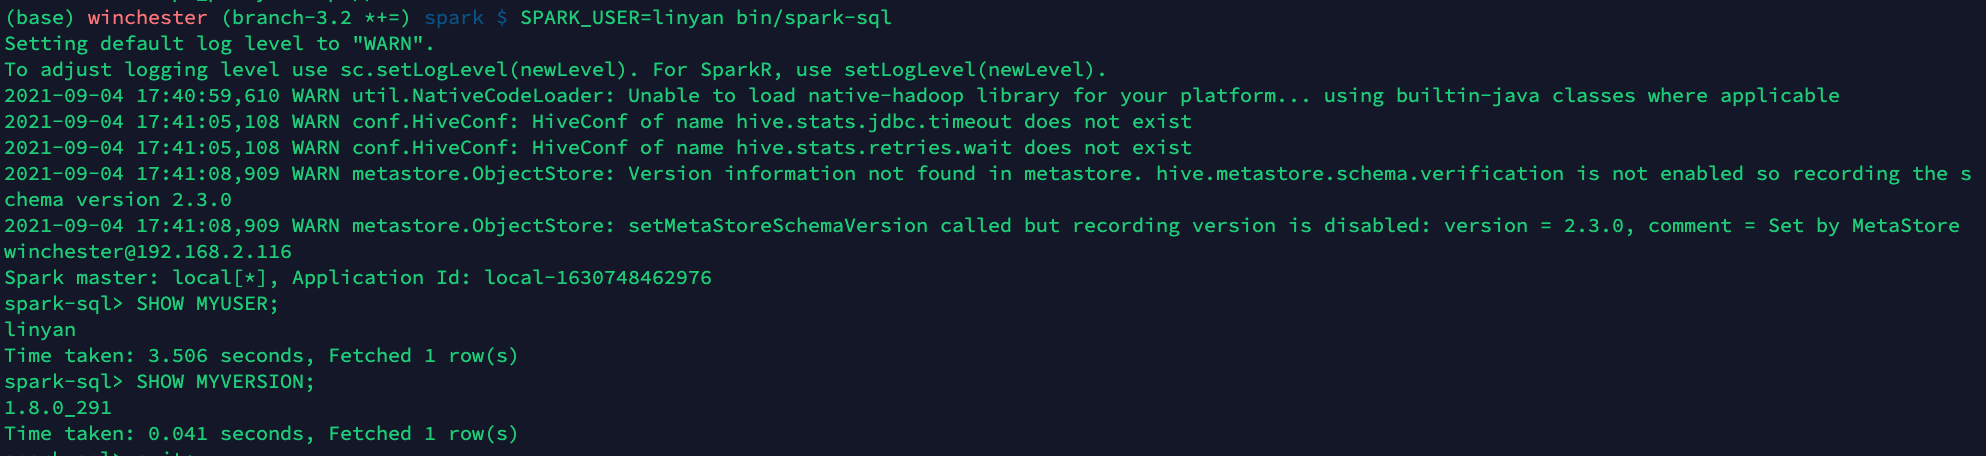 (base) winchester (branch-3.2 *+=) spark $ SPARK_USER=linyan bin/spark-sql
Setting default log level to "WARN".
To adjust logging level use sc.setLogLevel(newLevel). For SparkR, use setLogLevel(newLevel).
2021-09-04 17:40:59,610 WARN util.NativeCodeLoader: Unable to load native-hadoop library for your platform... using builtin-java classes where applicable
2021-09-04 17:41:05,108 WARN conf.HiveConf: HiveConf of name hive.stats.jdbc.timeout does not exist
2021-09-04 17:41:05,108 WARN conf.HiveConf: HiveConf of name hive.stats.retries.wait does not exist
2021-09-04 17:41:08,909 WARN metastore.ObjectStore: Version information not found in metastore. hive.metastore.schema.verification is not enabled so recording the s
chema version 2.3.0
2021-09-04 17:41:08,909 WARN metastore.ObjectStore: setMetaStoreSchemaVersion called but recording version is disabled: version = 2.3.0, comment = Set by MetaStore
winchester@192.168.2.116
Spark master: local[*], Application Id: local-1630748462976
spark-sql> SHOW MYUSER;
linyan
Time taken: 3.506 seconds, Fetched 1 row(s)
spark-sql> SHOW MYVERSION;
1.8.0_291
Time taken: 0.041 seconds, Fetched 1 row(s)